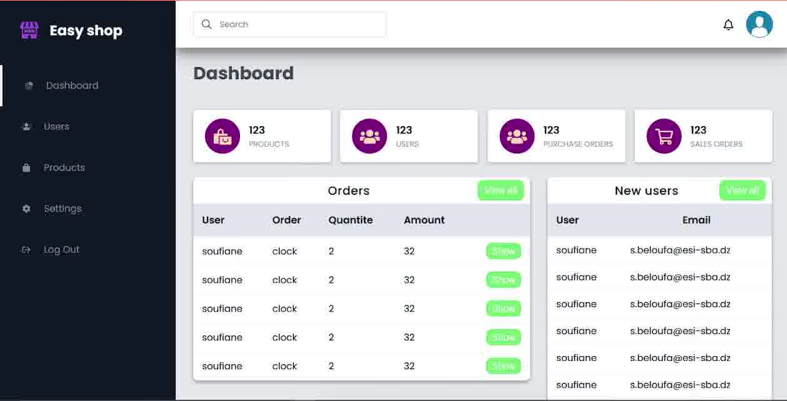 Easy shop
Search
Dashboard
Users
Products
Settings
Log Out
Dashboard
123
PRODUCTS
123
USERS
123
PURCHASE ORDERS
123
SALES ORDERS
Orders
View all
User Order Quantite Amount
soufiane clock 2 32 Show
soufiane clock 2 32 Show
soufiane clock 2 32 Show
soufiane clock 2 32 Show
soufiane clock 2 32 Show
New users
View all
User Email
soufiane s.beloufa@esi-sba.dz
soufiane s.beloufa@esi-sba.dz
soufiane s.beloufa@esi-sba.dz
soufiane s.beloufa@esi-sba.dz
soufiane s.beloufa@esi-sba.dz
soufiane s.beloufa@esi-sba.dz